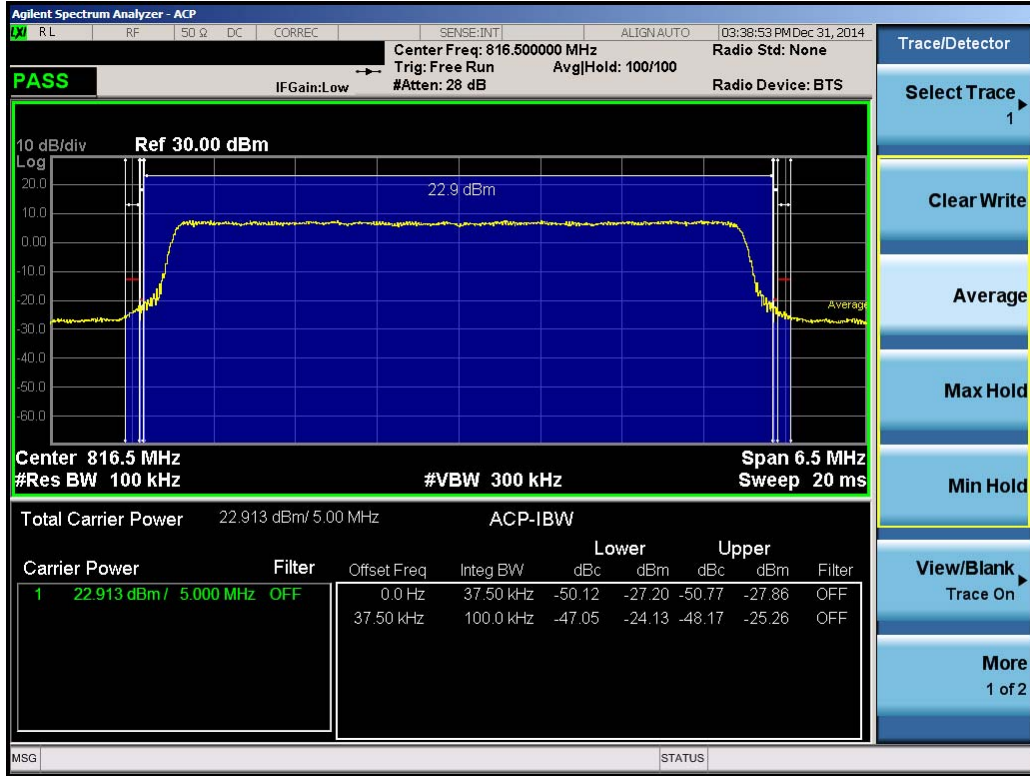 Agilent Spectrum Analyzer - ACP
LXI RL RF 50 Ω DC CORREC SENSE:INT ALIGN AUTO 03:38:53 PM Dec 31, 2014
Center Freq: 816.500000 MHz Radio Std: None
Trig: Free Run Avg|Hold: 100/100
PASS IFGain:Low #Atten: 28 dB Radio Device: BTS
10 dB/div Ref 30.00 dBm
Log
20.0
22.9 dBm
10.0
0.00
-10.0
-20.0
Average
-30.0
-40.0
-50.0
-60.0
Center 816.5 MHz Span 6.5 MHz
#Res BW 100 kHz #VBW 300 kHz Sweep 20 ms
Total Carrier Power 22.913 dBm/ 5.00 MHz ACP-IBW
Lower Upper
Carrier Power Filter Offset Freq Integ BW dBc dBm dBc dBm Filter
1 22.913 dBm / 5.000 MHz OFF 0.0 Hz 37.50 kHz -50.12 -27.20 -50.77 -27.86 OFF
37.50 kHz 100.0 kHz -47.05 -24.13 -48.17 -25.26 OFF
MSG STATUS
Trace/Detector
Select Trace
1
Clear Write
Average
Max Hold
Min Hold
View/Blank
Trace On
More
1 of 2